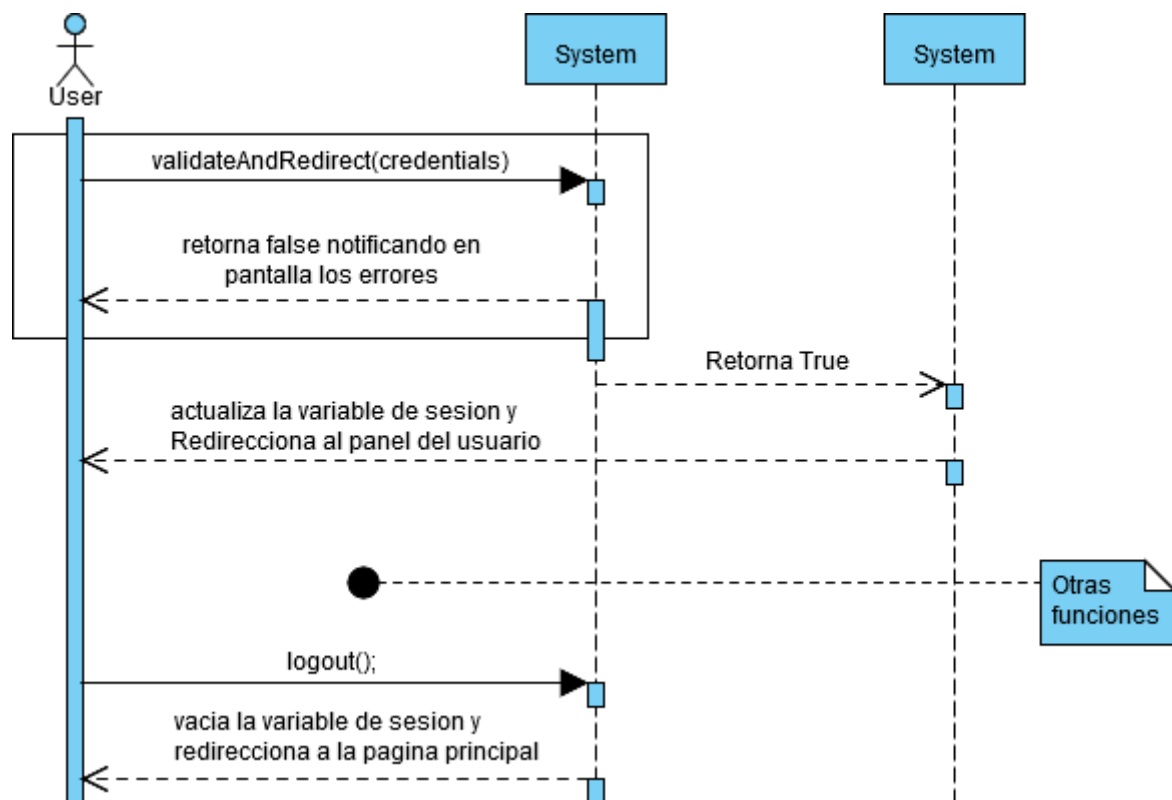 System
System
User
validateAndRedirect(credentials)
retorna false notificando en
pantalla los errores
Retorna True
actualiza la variable de sesion y
Redirecciona al panel del usuario
Otras
funciones
logout();
vacia la variable de sesion y
redirecciona a la pagina principal